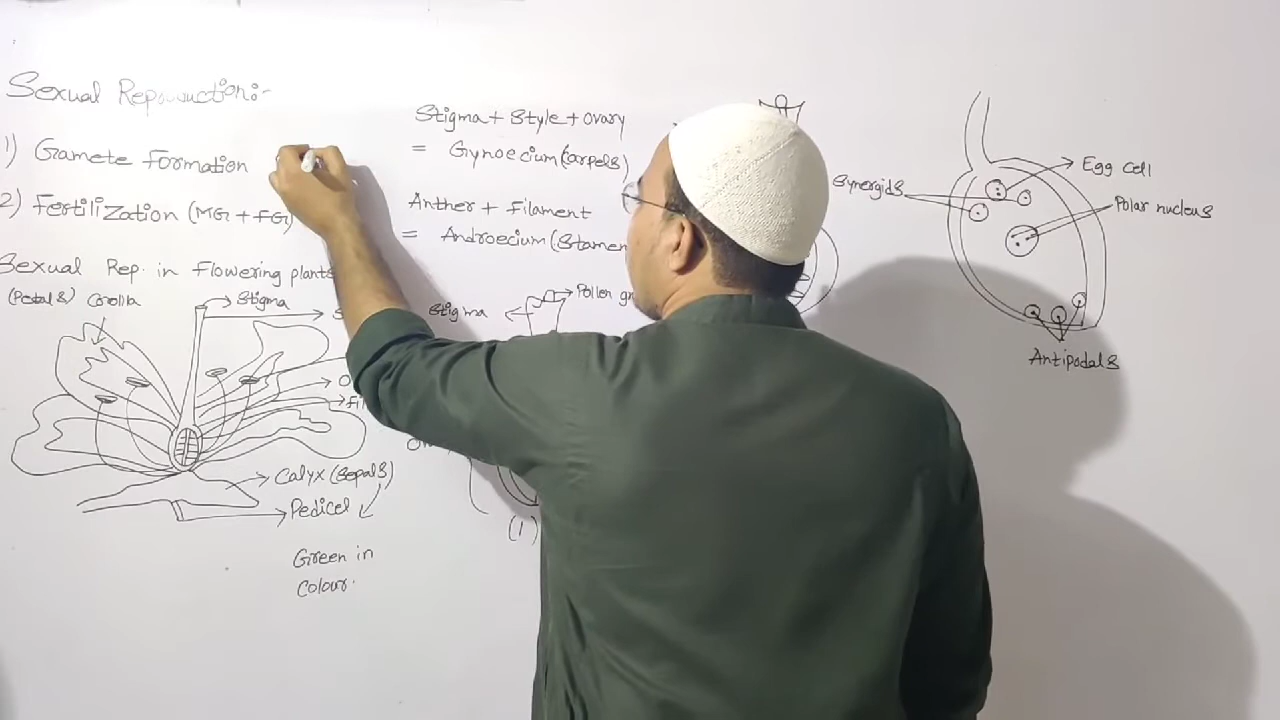 Sexual Reproduction:-
1) Gamete Formation
2) Fertilization (MG + FG)
Sexual Rep. in Flowering plants
(Petals) Corolla
Stigma
Calyx (Sepals)
Pedicel
Green in
Colour
Stigma + Style + Ovary
= Gynoecium (Carpels)
Anther + Filament
= Androecium (Stamen
Stigma
Pollen
(1)
Synergids
Egg Cell
Polar nucleus
Antipodals